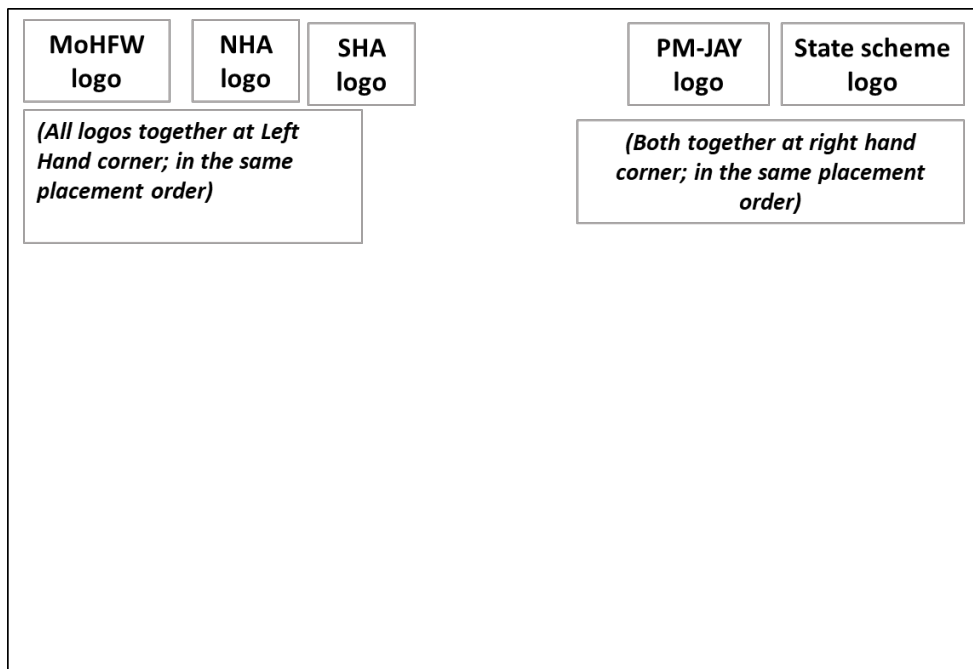 MoHFW
logo
NHA
logo
SHA
logo
PM-JAY
logo
State scheme
logo
(All logos together at Left
Hand corner; in the same
placement order)
(Both together at right hand
corner; in the same placement
order)